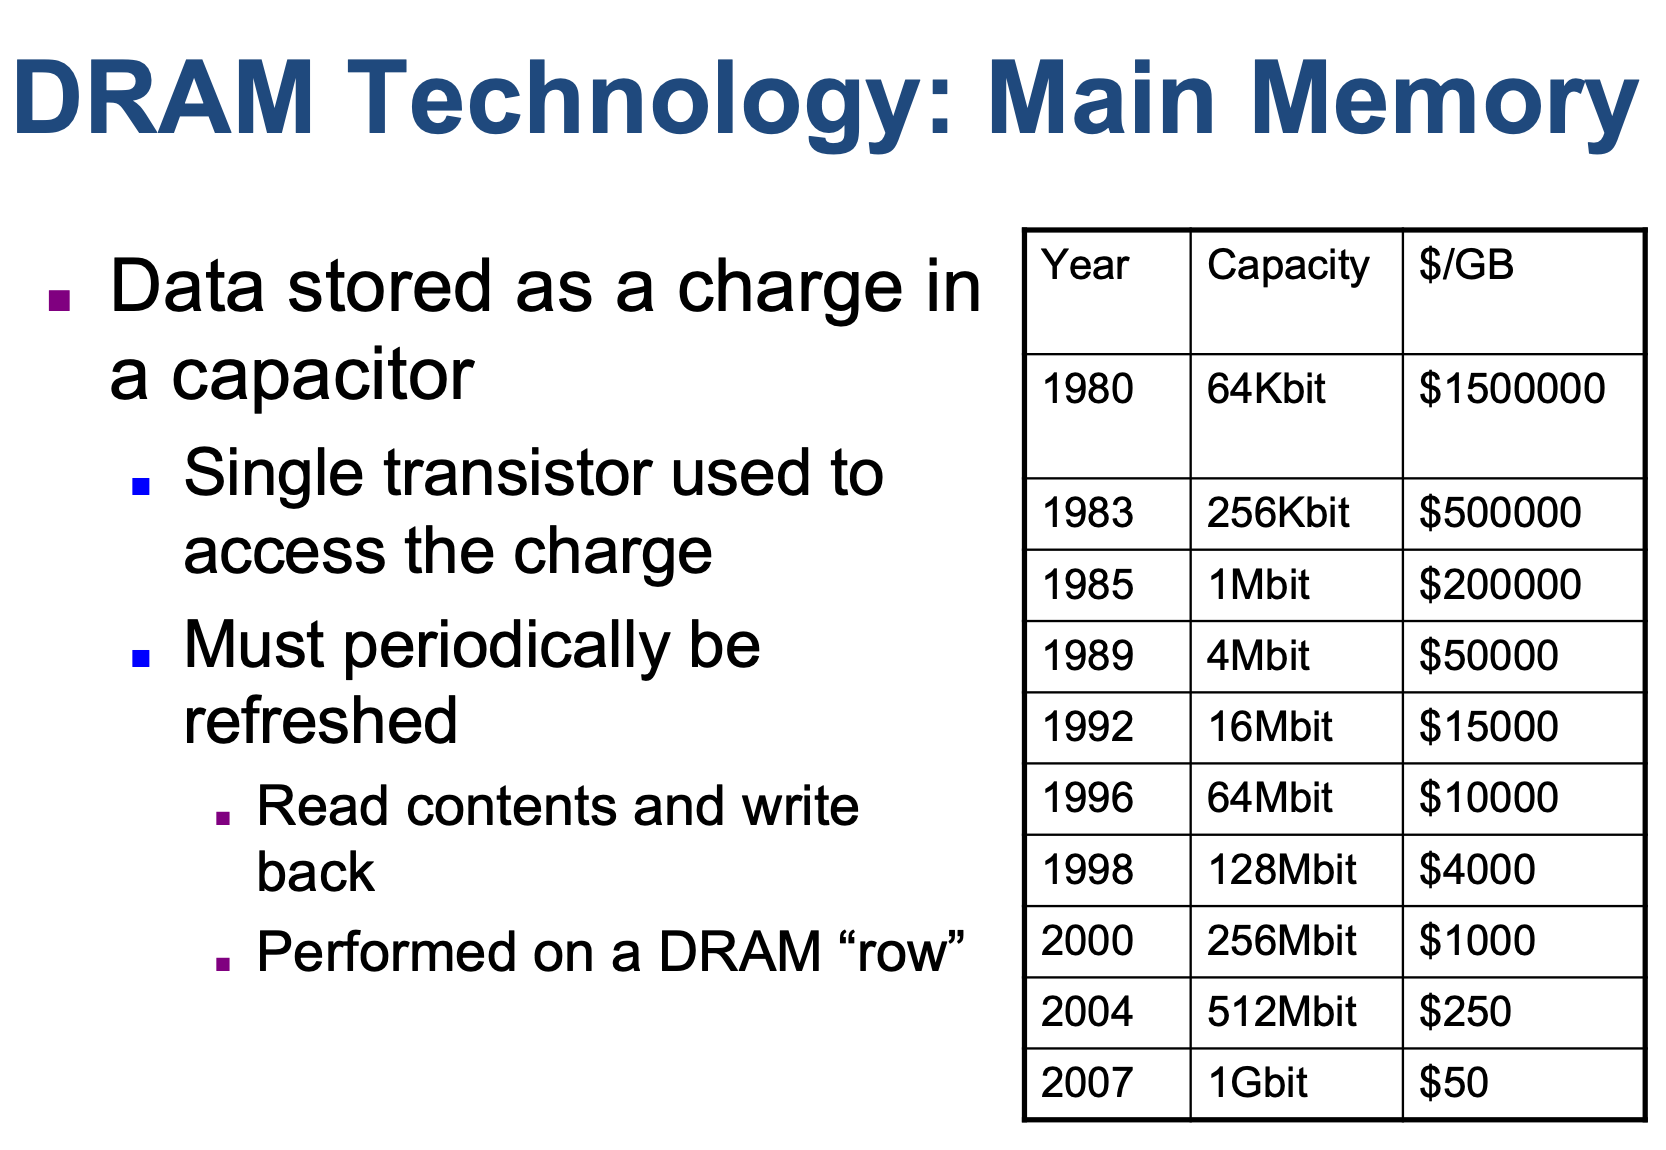 DRAM Technology: Main Memory
Data stored as a charge in
a capacitor
Single transistor used to
access the charge
Must periodically be
refreshed
Read contents and write
back
Performed on a DRAM “row”
Year Capacity $/GB
1980 64Kbit $1500000
1983 256Kbit $500000
1985 1Mbit $200000
1989 4Mbit $50000
1992 16Mbit $15000
1996 64Mbit $10000
1998 128Mbit $4000
2000 256Mbit $1000
2004 512Mbit $250
2007 1Gbit $50